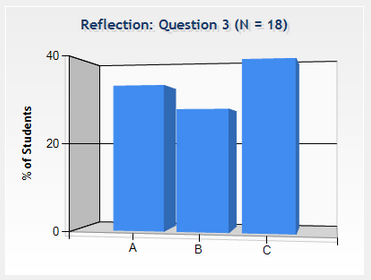 Reflection: Question 3 (N = 18)
40
20
0
% of Students
A
B
C